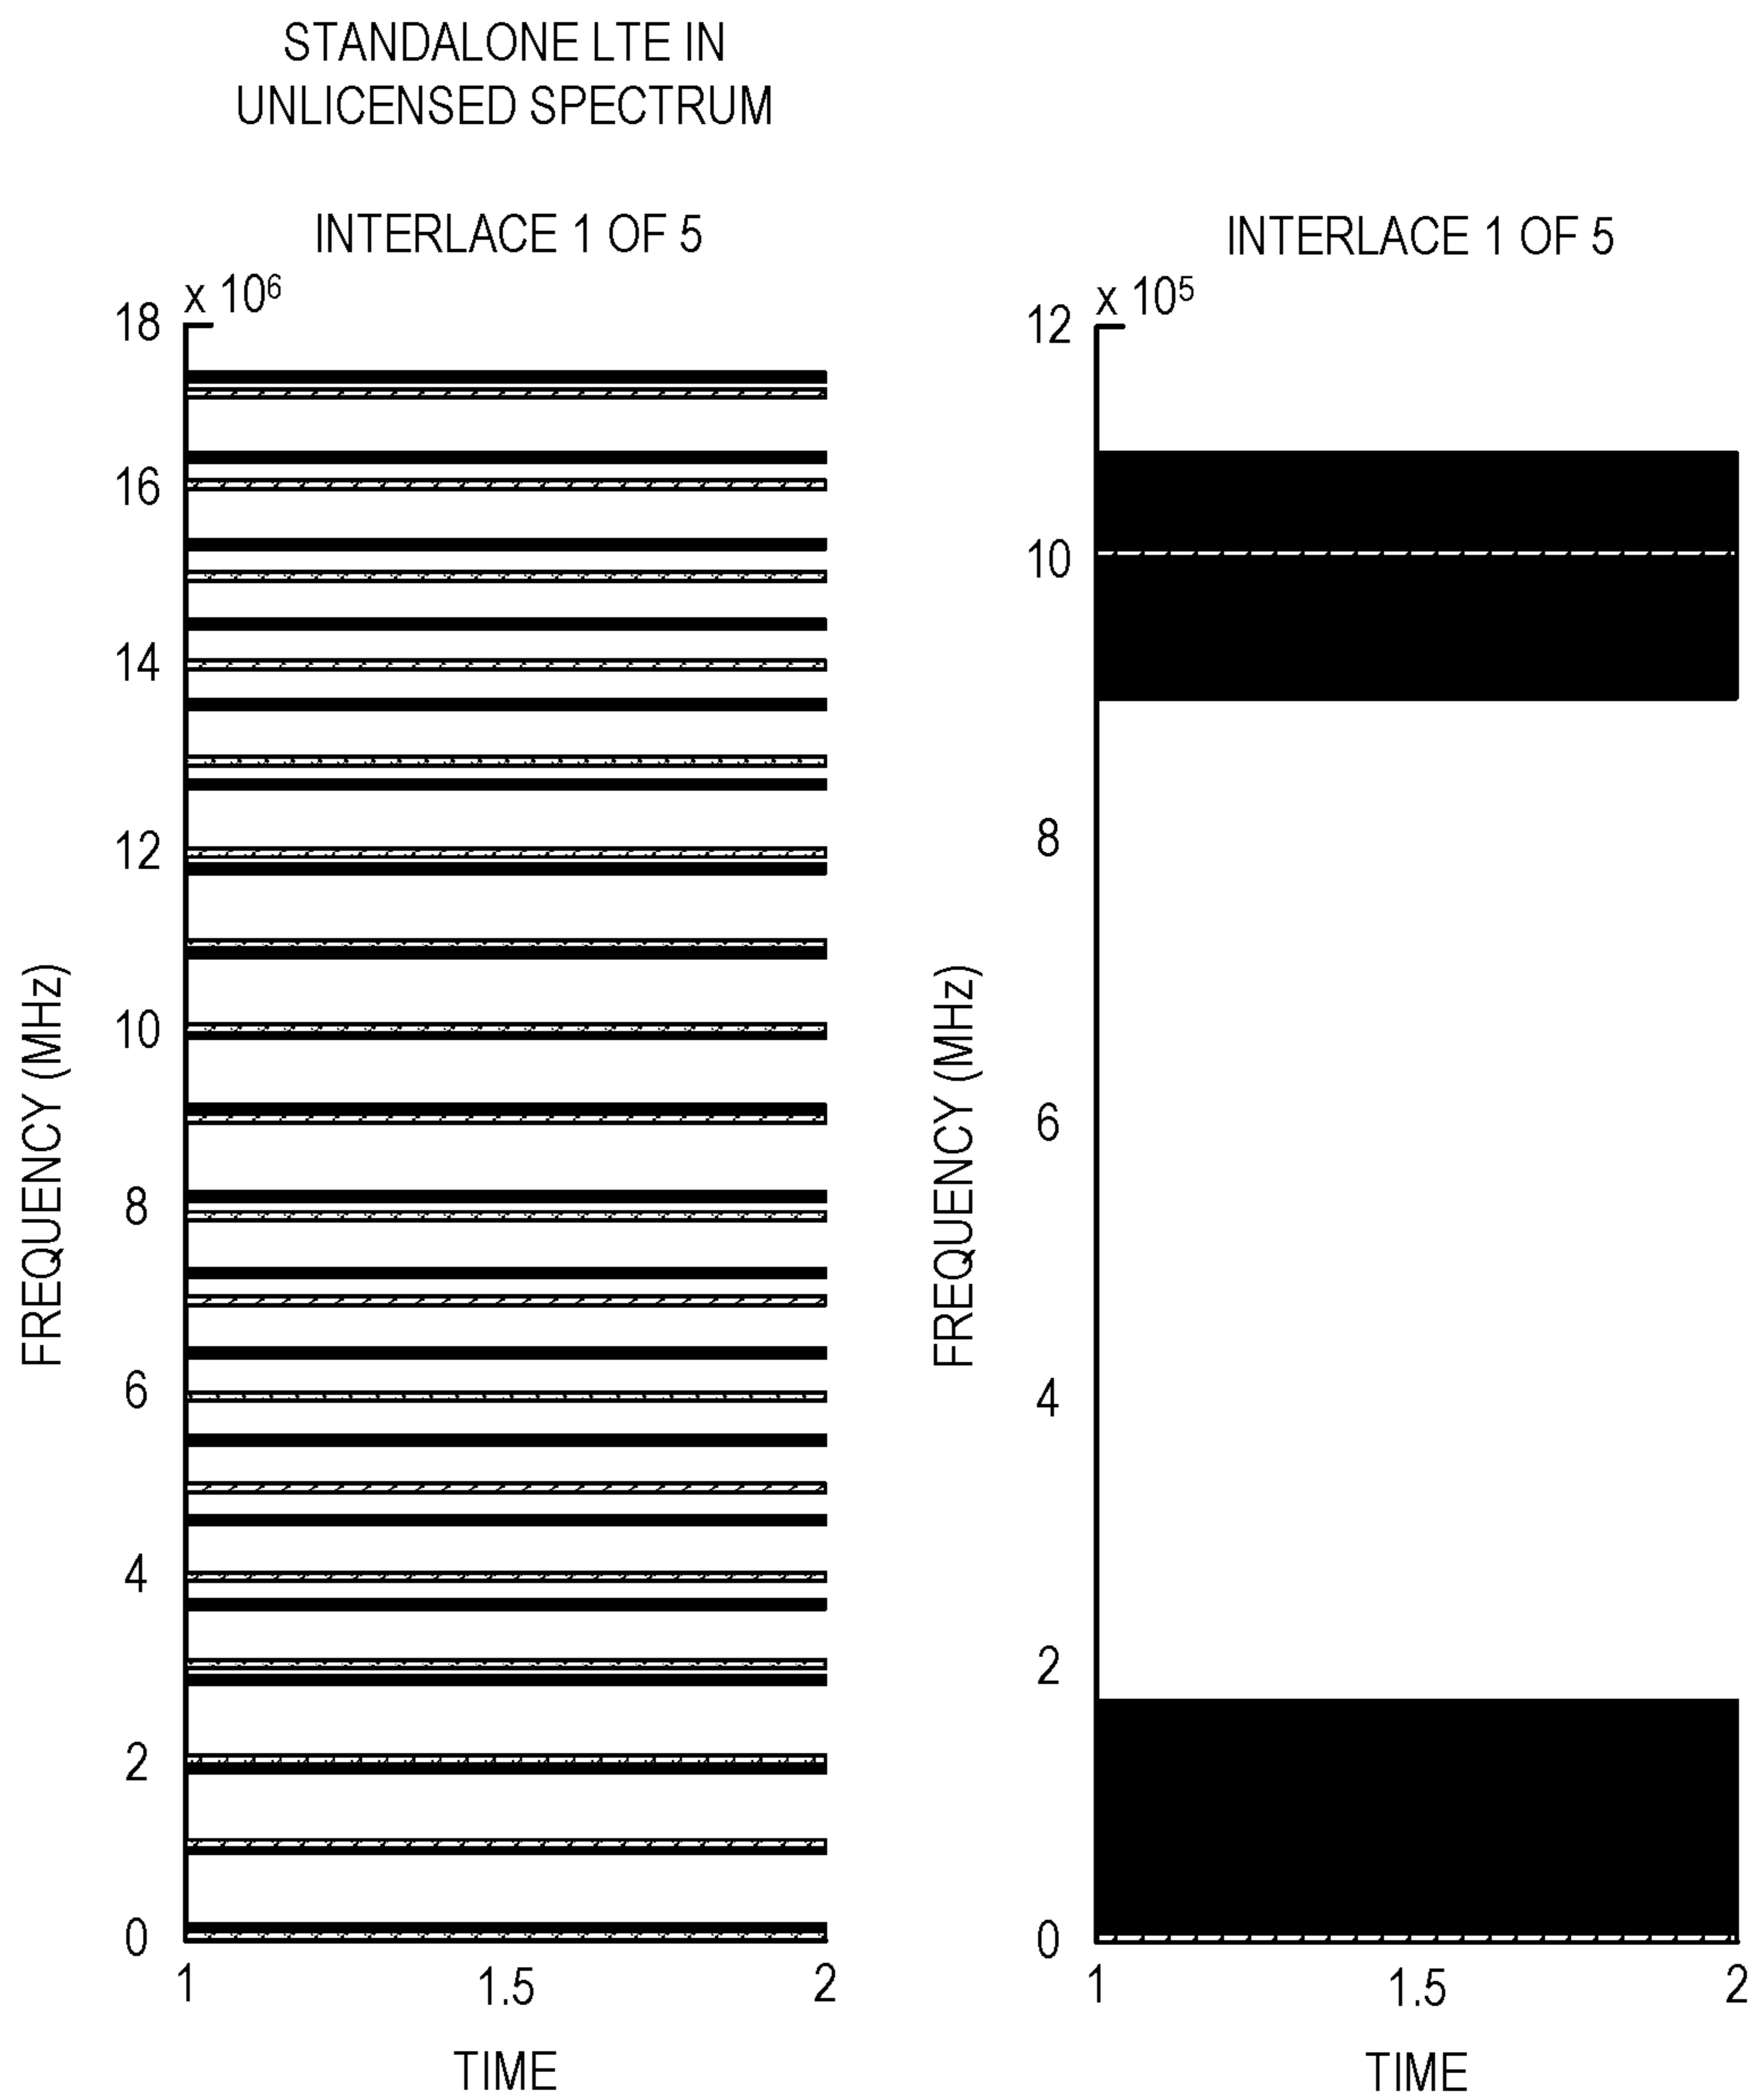 STANDALONE LTE IN
UNLICENSED SPECTRUM
INTERLACE 1 OF 5
x 10⁶
18
16
14
12
10
8
6
4
2
0
FREQUENCY (MHz)
1 1.5 2
TIME
INTERLACE 1 OF 5
x 10⁵
12
10
8
6
4
2
0
FREQUENCY (MHz)
1 1.5 2
TIME